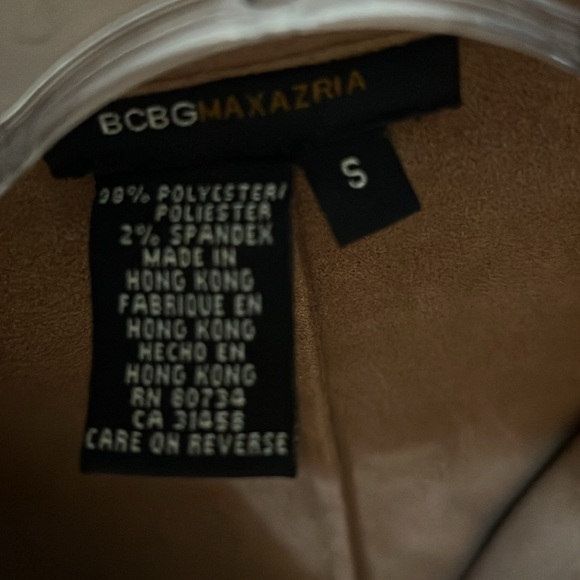 BCBGMAXAZRIA
S
98% POLYESTER/
POLIESTER
2% SPANDEX
MADE IN
HONG KONG
FABRIQUE EN
HONG KONG
HECHO EN
HONG KONG
RN 80734
CA 31458
CARE ON REVERSE